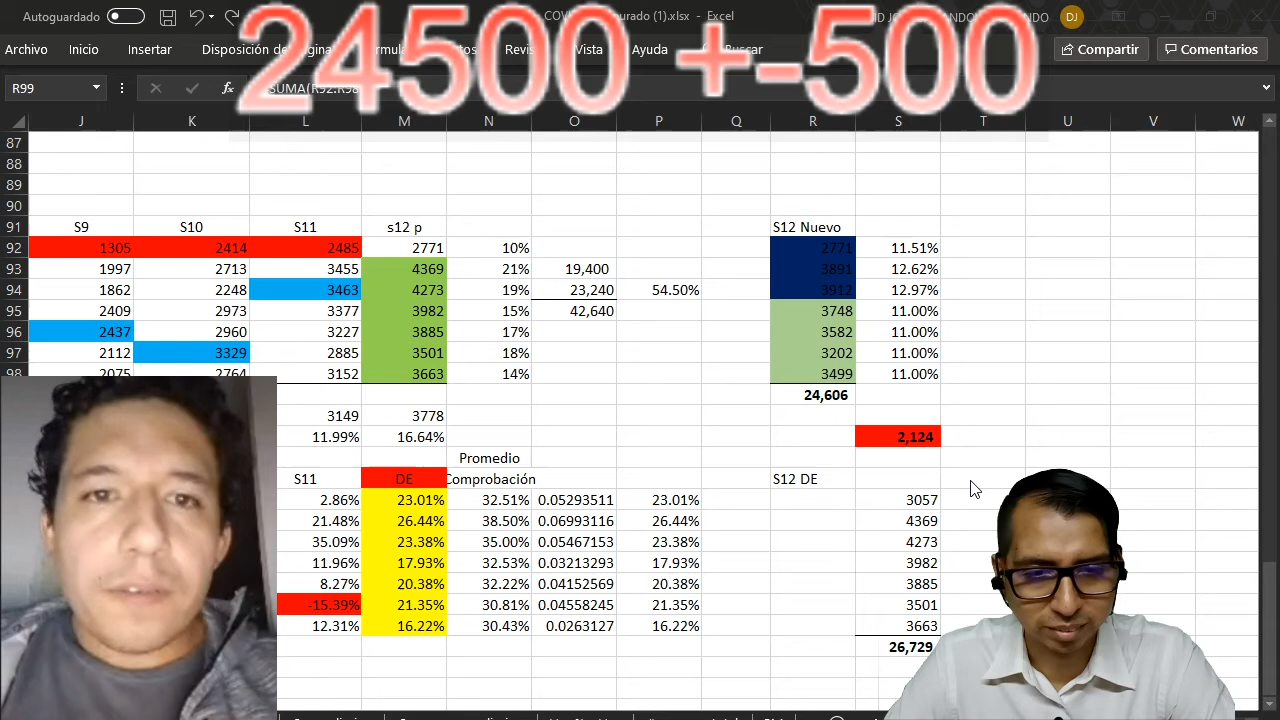 Autoguardado COVI urado (1).xlsx - Excel DJ
24500 +-500
Archivo Inicio Insertar Disposición de Revis Vista Ayuda Buscar Compartir Comentarios
R99 fx SUMA(R92:R98
J K L M N O P Q R S T U V W
87
88
89
90
91 S9 S10 S11 s12 p S12 Nuevo
92 1305 2414 2485 2771 10% 2771 11.51%
93 1997 2713 3455 4369 21% 19,400 3891 12.62%
94 1862 2248 3463 4273 19% 23,240 54.50% 3912 12.97%
95 2409 2973 3377 3982 15% 42,640 3748 11.00%
96 2437 2960 3227 3885 17% 3582 11.00%
97 2112 3329 2885 3501 18% 3202 11.00%
98 2075 2764 3152 3663 14% 3499 11.00%
24,606
3149 3778
11.99% 16.64% 2,124
Promedio
S11 DE Comprobación S12 DE
2.86% 23.01% 32.51% 0.05293511 23.01% 3057
21.48% 26.44% 38.50% 0.06993116 26.44% 4369
35.09% 23.38% 35.00% 0.05467153 23.38% 4273
11.96% 17.93% 32.53% 0.03213293 17.93% 3982
8.27% 20.38% 32.22% 0.04152569 20.38% 3885
-15.39% 21.35% 30.81% 0.04558245 21.35% 3501
12.31% 16.22% 30.43% 0.0263127 16.22% 3663
26,729